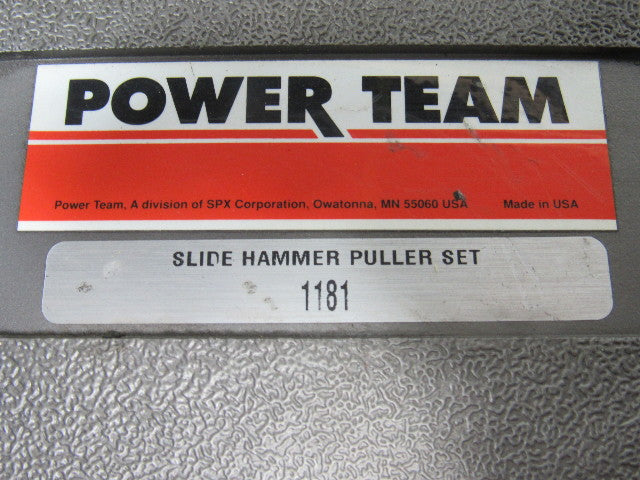 POWER TEAM
Power Team, A division of SPX Corporation, Owatonna, MN 55060 USA Made in USA
SLIDE HAMMER PULLER SET
1181